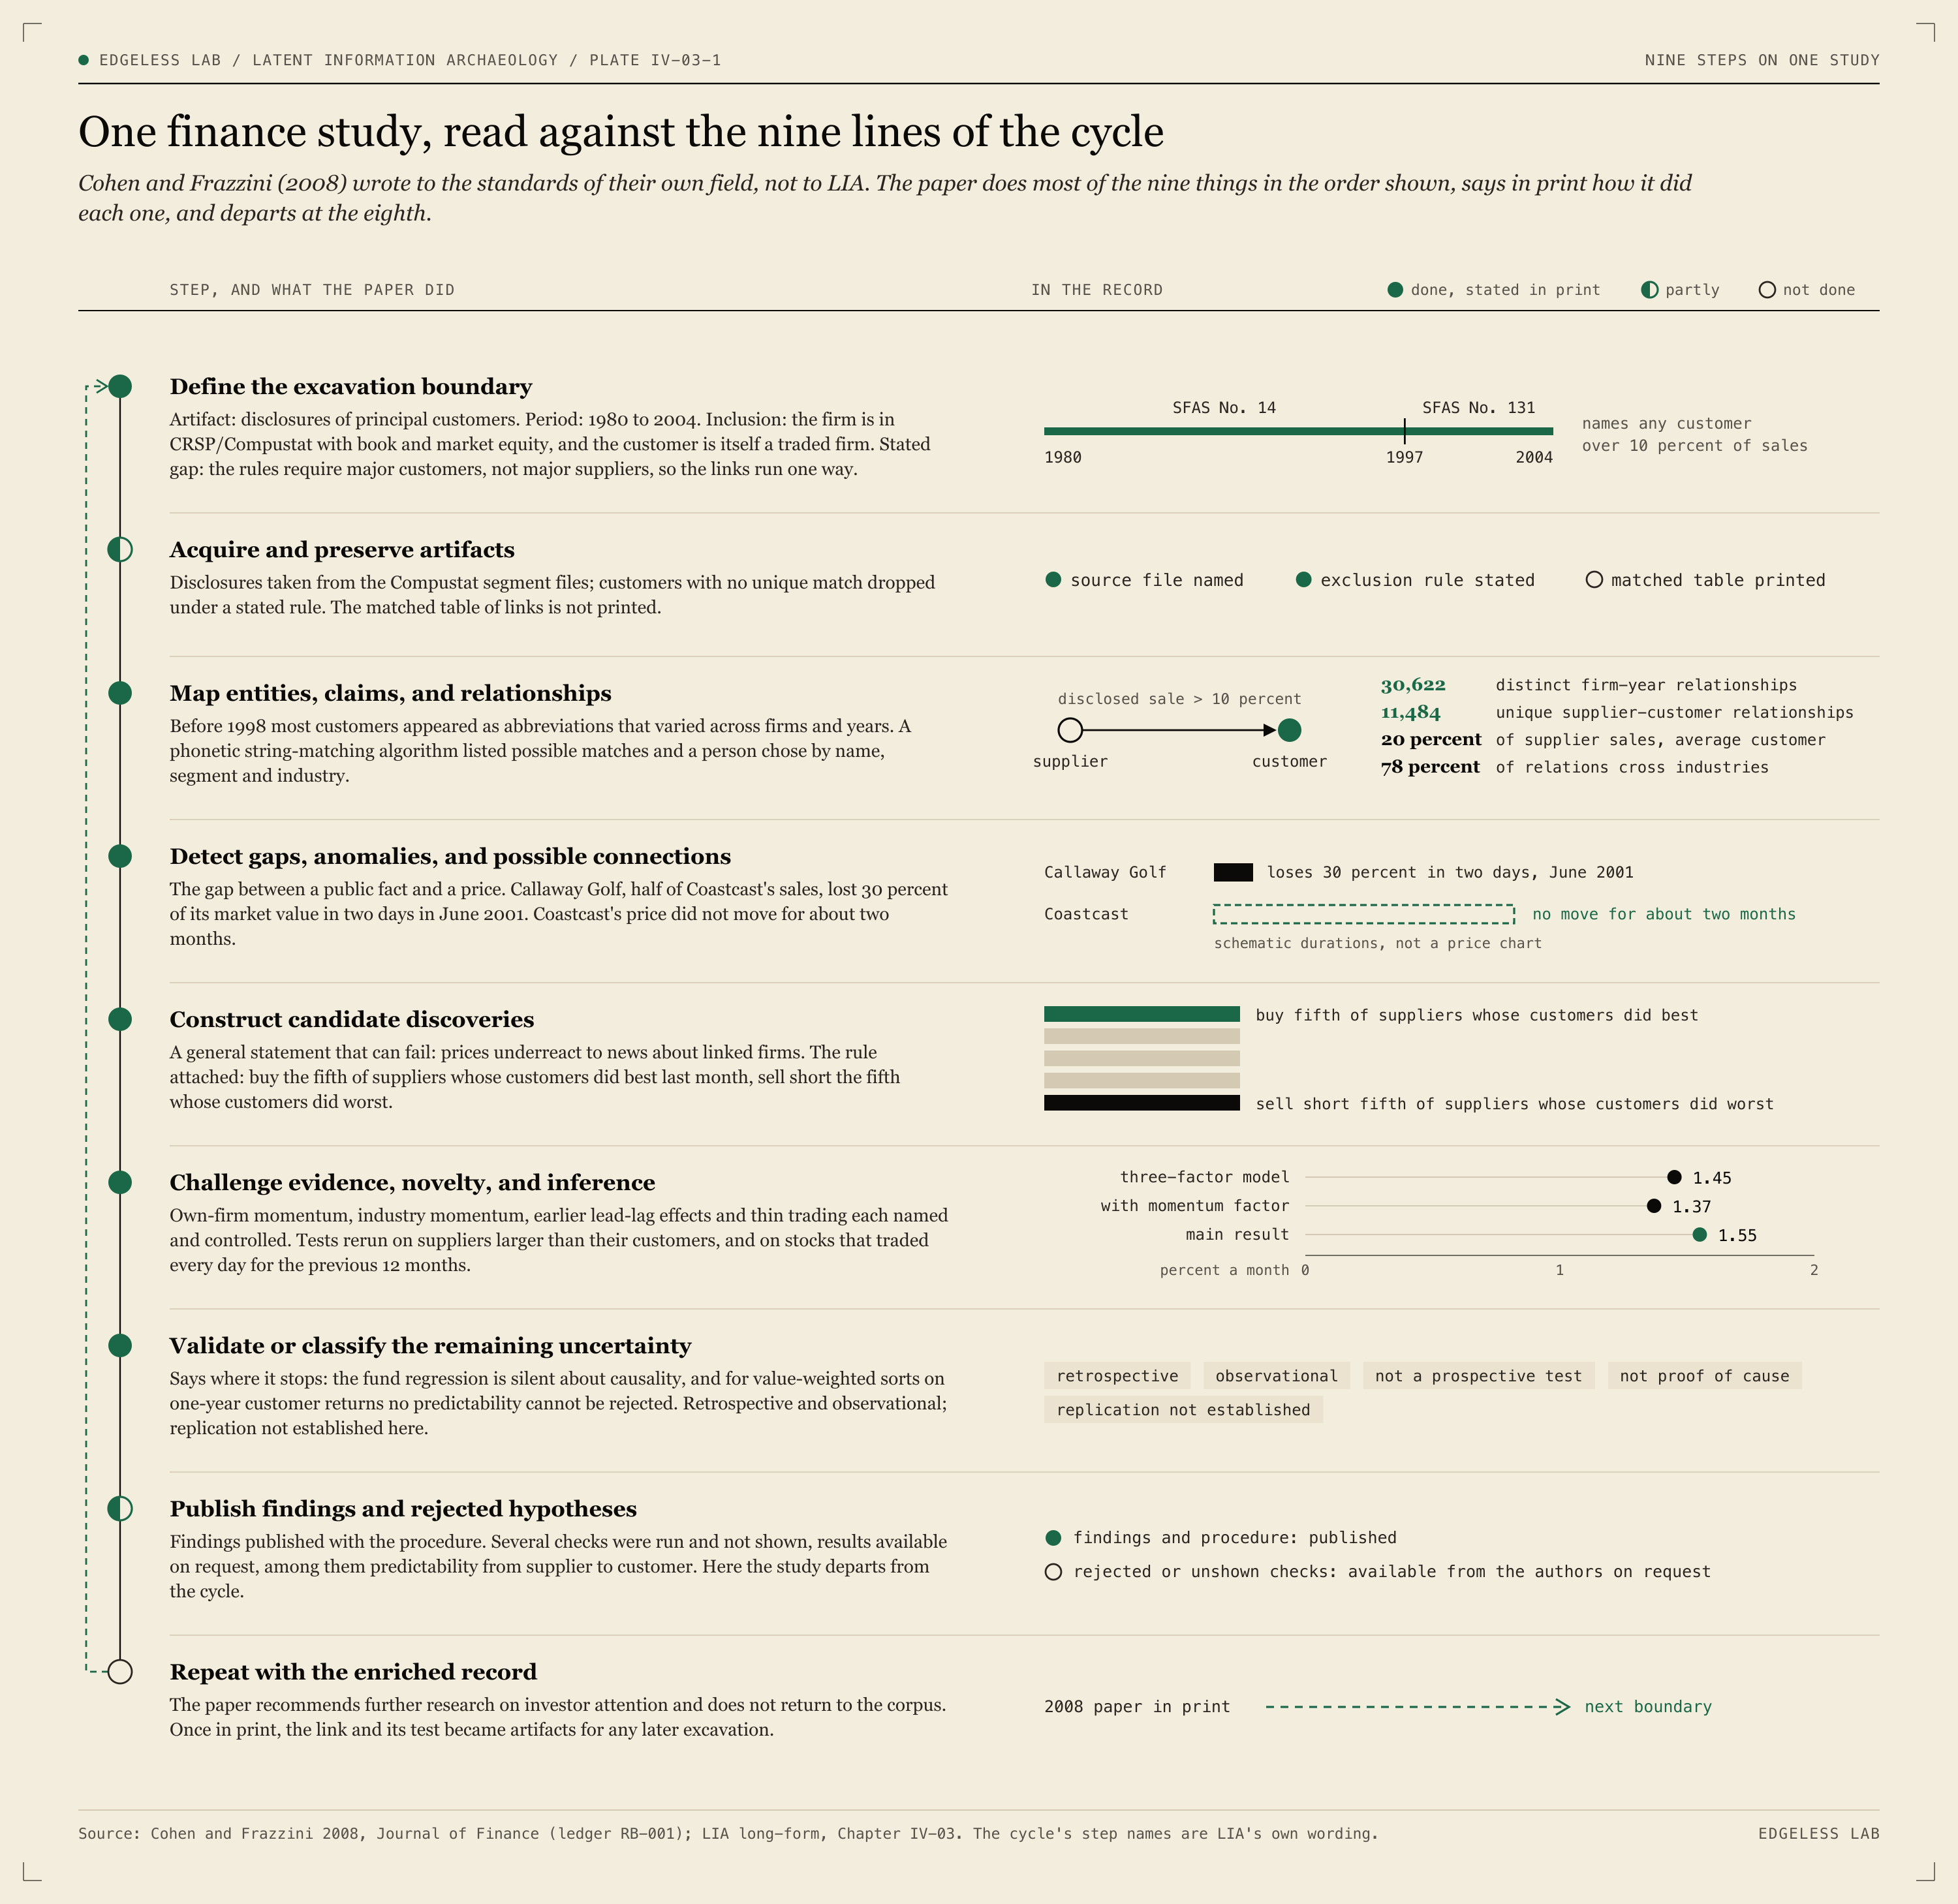 EDGELESS LAB / LATENT INFORMATION ARCHAEOLOGY / PLATE IV-03-1
NINE STEPS ON ONE STUDY
One finance study, read against the nine lines of the cycle
Cohen and Frazzini (2008) wrote to the standards of their own field, not to LIA. The paper does most of the nine things in the order shown, says in print how it did
each one, and departs at the eighth.
STEP, AND WHAT THE PAPER DID
IN THE RECORD
done, stated in print
partly
not done
Define the excavation boundary
Artifact: disclosures of principal customers. Period: 1980 to 2004. Inclusion: the firm is in
CRSP/Compustat with book and market equity, and the customer is itself a traded firm. Stated
gap: the rules require major customers, not major suppliers, so the links run one way.
SFAS No. 14
SFAS No. 131
1980
1997
2004
names any customer
over 10 percent of sales
Acquire and preserve artifacts
Disclosures taken from the Compustat segment files; customers with no unique match dropped
under a stated rule. The matched table of links is not printed.
source file named
exclusion rule stated
matched table printed
Map entities, claims, and relationships
Before 1998 most customers appeared as abbreviations that varied across firms and years. A
phonetic string-matching algorithm listed possible matches and a person chose by name,
segment and industry.
disclosed sale > 10 percent
supplier
customer
30,622 distinct firm-year relationships
11,484 unique supplier-customer relationships
20 percent of supplier sales, average customer
78 percent of relations cross industries
Detect gaps, anomalies, and possible connections
The gap between a public fact and a price. Callaway Golf, half of Coastcast's sales, lost 30 percent
of its market value in two days in June 2001. Coastcast's price did not move for about two
months.
Callaway Golf
loses 30 percent in two days, June 2001
Coastcast
no move for about two months
schematic durations, not a price chart
Construct candidate discoveries
A general statement that can fail: prices underreact to news about linked firms. The rule
attached: buy the fifth of suppliers whose customers did best last month, sell short the fifth
whose customers did worst.
buy fifth of suppliers whose customers did best
sell short fifth of suppliers whose customers did worst
Challenge evidence, novelty, and inference
Own-firm momentum, industry momentum, earlier lead-lag effects and thin trading each named
and controlled. Tests rerun on suppliers larger than their customers, and on stocks that traded
every day for the previous 12 months.
three-factor model 1.45
with momentum factor 1.37
main result 1.55
percent a month 0 1 2
Validate or classify the remaining uncertainty
Says where it stops: the fund regression is silent about causality, and for value-weighted sorts on
one-year customer returns no predictability cannot be rejected. Retrospective and observational;
replication not established here.
retrospective
observational
not a prospective test
not proof of cause
replication not established
Publish findings and rejected hypotheses
Findings published with the procedure. Several checks were run and not shown, results available
on request, among them predictability from supplier to customer. Here the study departs from
the cycle.
findings and procedure: published
rejected or unshown checks: available from the authors on request
Repeat with the enriched record
The paper recommends further research on investor attention and does not return to the corpus.
Once in print, the link and its test became artifacts for any later excavation.
2008 paper in print
next boundary
Source: Cohen and Frazzini 2008, Journal of Finance (ledger RB-001); LIA long-form, Chapter IV-03. The cycle's step names are LIA's own wording.
EDGELESS LAB